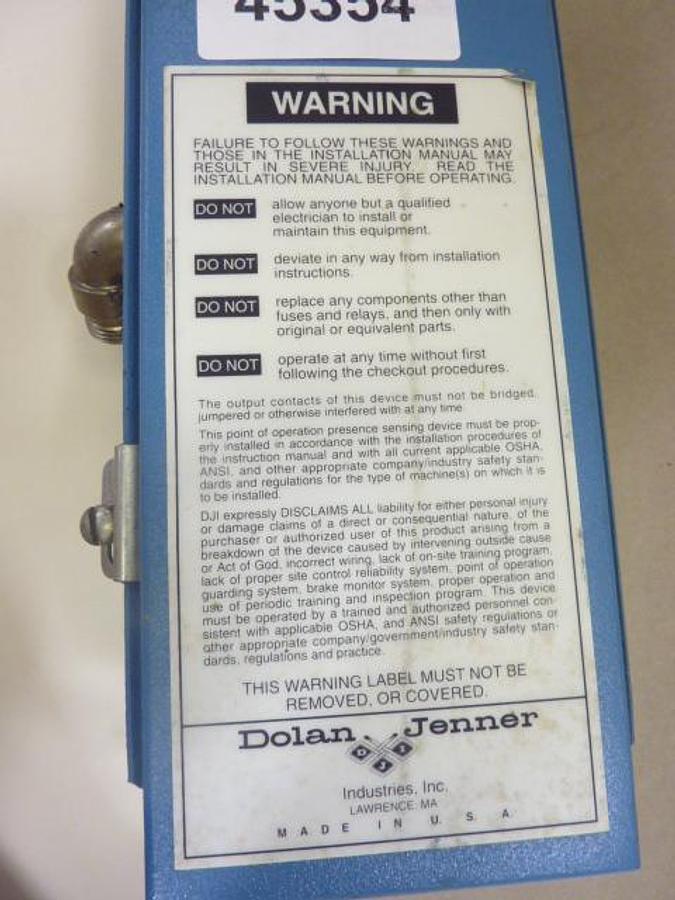 45354
WARNING
FAILURE TO FOLLOW THESE WARNINGS AND
THOSE IN THE INSTALLATION MANUAL MAY
RESULT IN SEVERE INJURY. READ THE
INSTALLATION MANUAL BEFORE OPERATING.
DO NOT allow anyone but a qualified
electrician to install or
maintain this equipment.
DO NOT deviate in any way from installation
instructions.
DO NOT replace any components other than
fuses and relays, and then only with
original or equivalent parts.
DO NOT operate at any time without first
following the checkout procedures.
The output contacts of this device must not be bridged,
jumpered or otherwise interfered with at any time.
This point of operation presence sensing device must be prop-
erly installed in accordance with the installation procedures of
the instruction manual and with all current applicable OSHA,
ANSI, and other appropriate company/industry safety stan-
dards and regulations for the type of machine(s) on which it is
to be installed.
DJI expressly DISCLAIMS ALL liability for either personal injury
or damage claims of a direct or consequential nature, of the
purchaser or authorized user of this product arising from a
breakdown of the device caused by intervening outside cause
or Act of God, incorrect wiring, lack of on-site training program,
lack of proper site control reliability system, point of operation
guarding system, brake monitor system, proper operation and
use of periodic training and inspection program. This device
must be operated by a trained and authorized personnel con-
sistent with applicable OSHA, and ANSI safety regulations or
other appropriate company/government/industry safety stan-
dards, regulations and practice.
THIS WARNING LABEL MUST NOT BE
REMOVED, OR COVERED.
Dolan Jenner
D J I
Industries, Inc.
LAWRENCE, MA
MADE IN U.S.A.